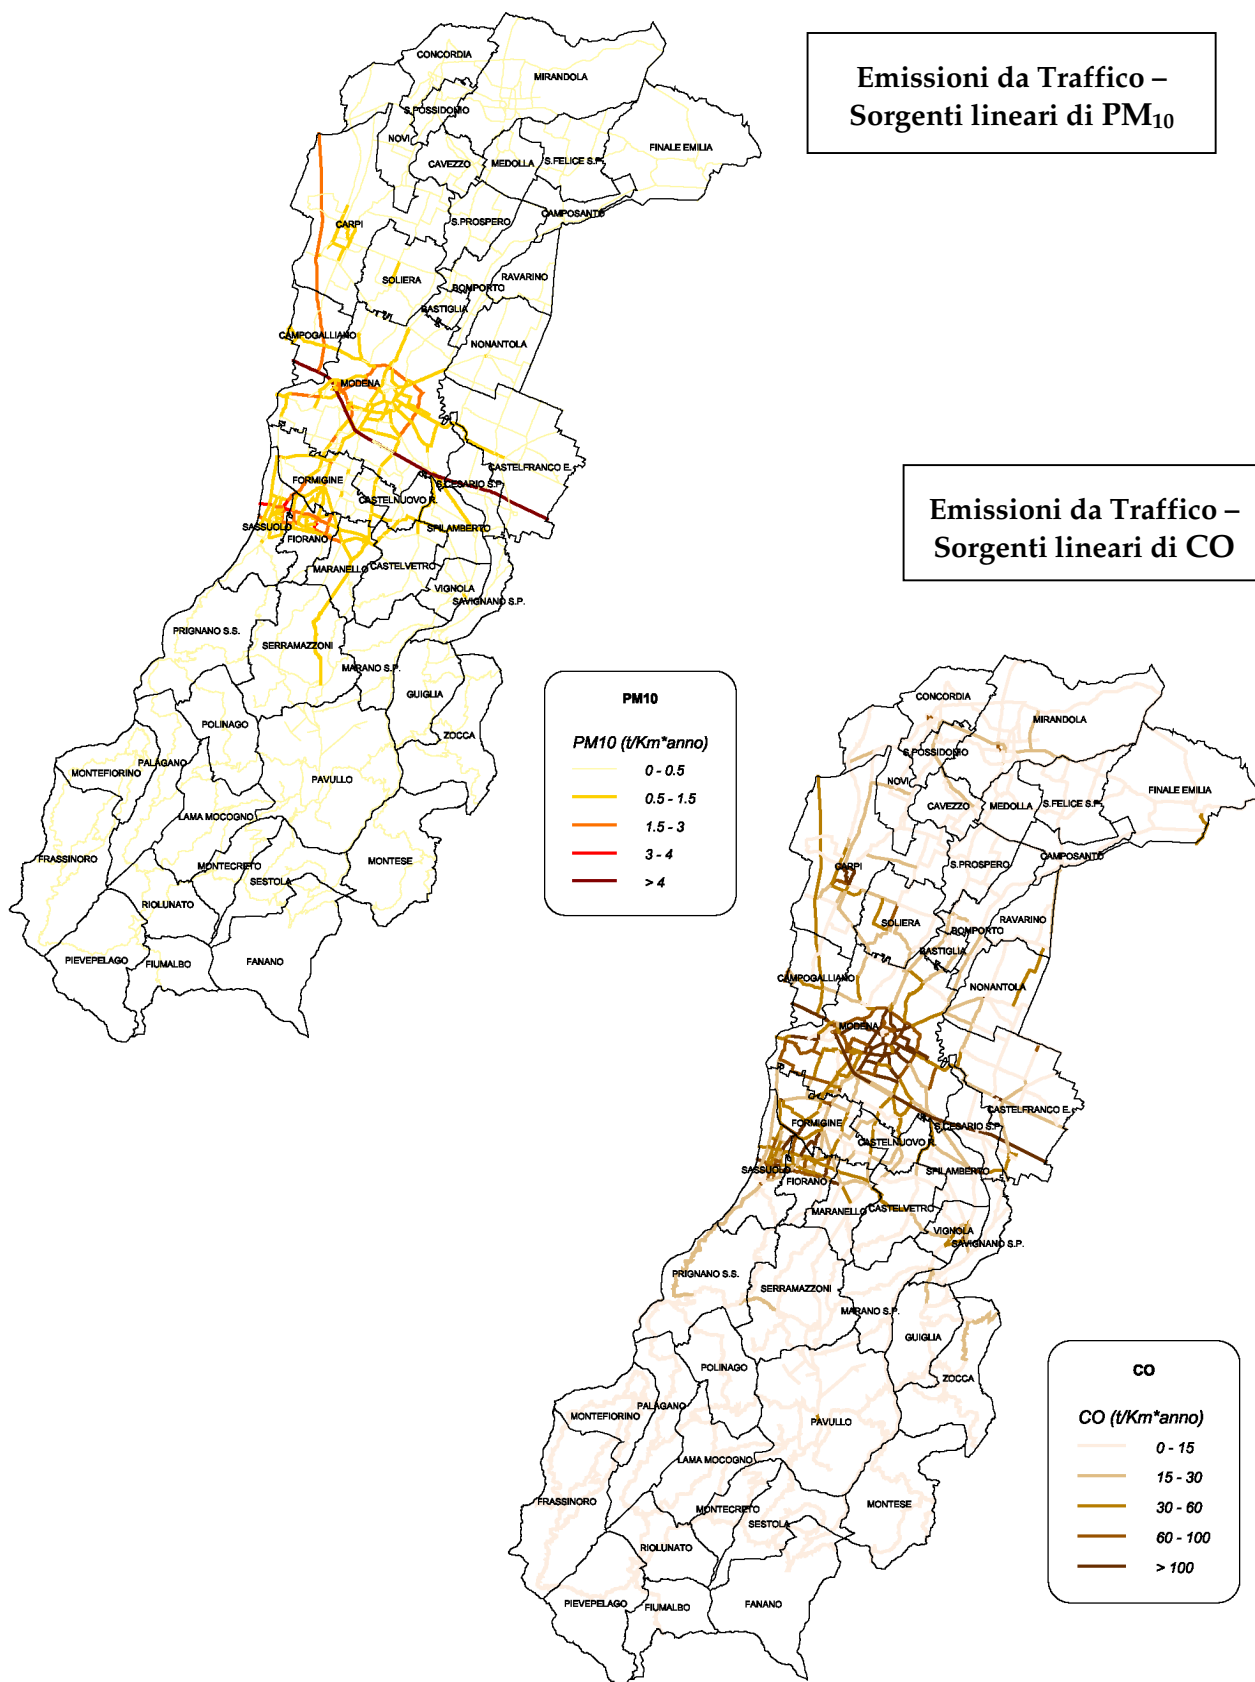 Emissioni da Traffico –
Sorgenti lineari di PM10
CONCORDIA
MIRANDOLA
S.POSSIDONIO
NOVI
CAVEZZO
MEDOLLA
S.FELICE S.P.
FINALE EMILIA
CAMPOSANTO
S.PROSPERO
CARPI
SOLIERA
RAVARINO
BOMPORTO
BASTIGLIA
CAMPOGALLIANO
NONANTOLA
MODENA
CASTELFRANCO E.
FORMIGINE
S.CESARIO S.P.
CASTELNUOVO R.
SASSUOLO
SPILAMBERTO
FIORANO
MARANELLO
CASTELVETRO
VIGNOLA
SAVIGNANO S.P.
PRIGNANO S.S.
SERRAMAZZONI
MARANO S.P.
GUIGLIA
POLINAGO
ZOCCA
PALAGANO
MONTEFIORINO
PAVULLO
LAMA MOCOGNO
FRASSINORO
MONTECRETO
MONTESE
SESTOLA
RIOLUNATO
PIEVEPELAGO
FIUMALBO
FANANO
PM10
PM10 (t/Km*anno)
0 - 0.5
0.5 - 1.5
1.5 - 3
3 - 4
> 4
Emissioni da Traffico –
Sorgenti lineari di CO
CONCORDIA
MIRANDOLA
S.POSSIDONIO
NOVI
CAVEZZO
MEDOLLA
S.FELICE S.P.
FINALE EMILIA
CAMPOSANTO
S.PROSPERO
CARPI
SOLIERA
RAVARINO
BOMPORTO
BASTIGLIA
CAMPOGALLIANO
NONANTOLA
MODENA
CASTELFRANCO E.
FORMIGINE
S.CESARIO S.P.
CASTELNUOVO R.
SASSUOLO
SPILAMBERTO
FIORANO
MARANELLO
CASTELVETRO
VIGNOLA
SAVIGNANO S.P.
PRIGNANO S.S.
SERRAMAZZONI
MARANO S.P.
GUIGLIA
POLINAGO
ZOCCA
PALAGANO
MONTEFIORINO
PAVULLO
LAMA MOCOGNO
FRASSINORO
MONTECRETO
MONTESE
SESTOLA
RIOLUNATO
PIEVEPELAGO
FIUMALBO
FANANO
CO
CO (t/Km*anno)
0 - 15
15 - 30
30 - 60
60 - 100
> 100